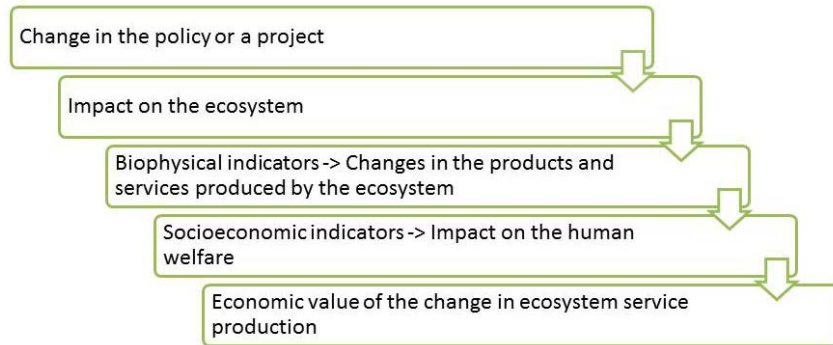 Change in the policy or a project
Impact on the ecosystem
Biophysical indicators -> Changes in the products and
services produced by the ecosystem
Socioeconomic indicators -> Impact on the human
welfare
Economic value of the change in ecosystem service
production